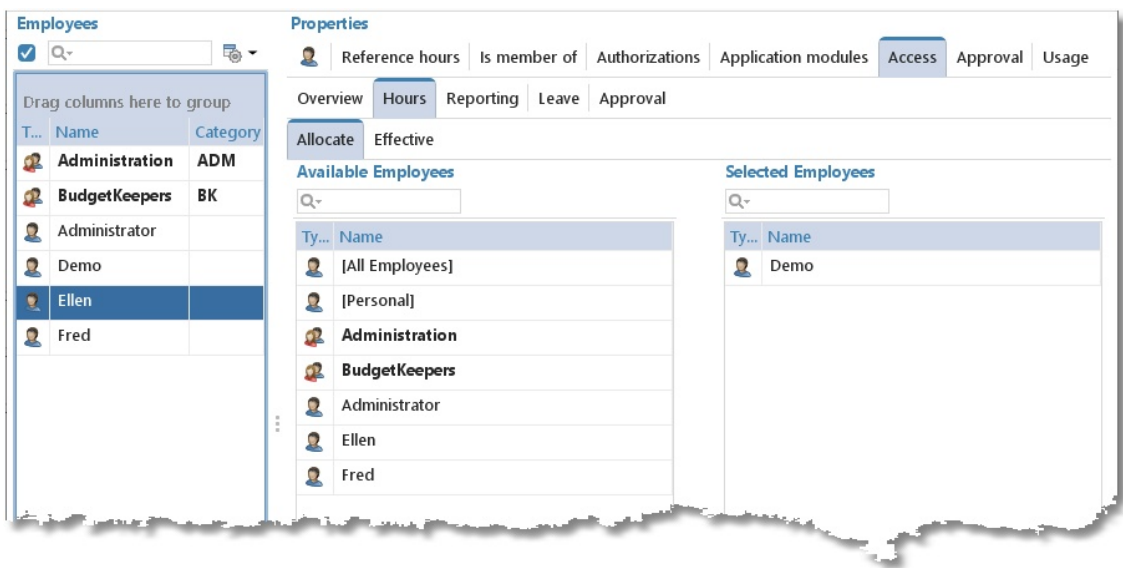 Employees
Drag columns here to group
T... Name Category
Administration ADM
BudgetKeepers BK
Administrator
Demo
Ellen
Fred
Properties
Reference hours Is member of Authorizations Application modules Access Approval Usage
Overview Hours Reporting Leave Approval
Allocate Effective
Available Employees
Ty... Name
[All Employees]
[Personal]
Administration
BudgetKeepers
Administrator
Ellen
Fred
Selected Employees
Ty... Name
Demo